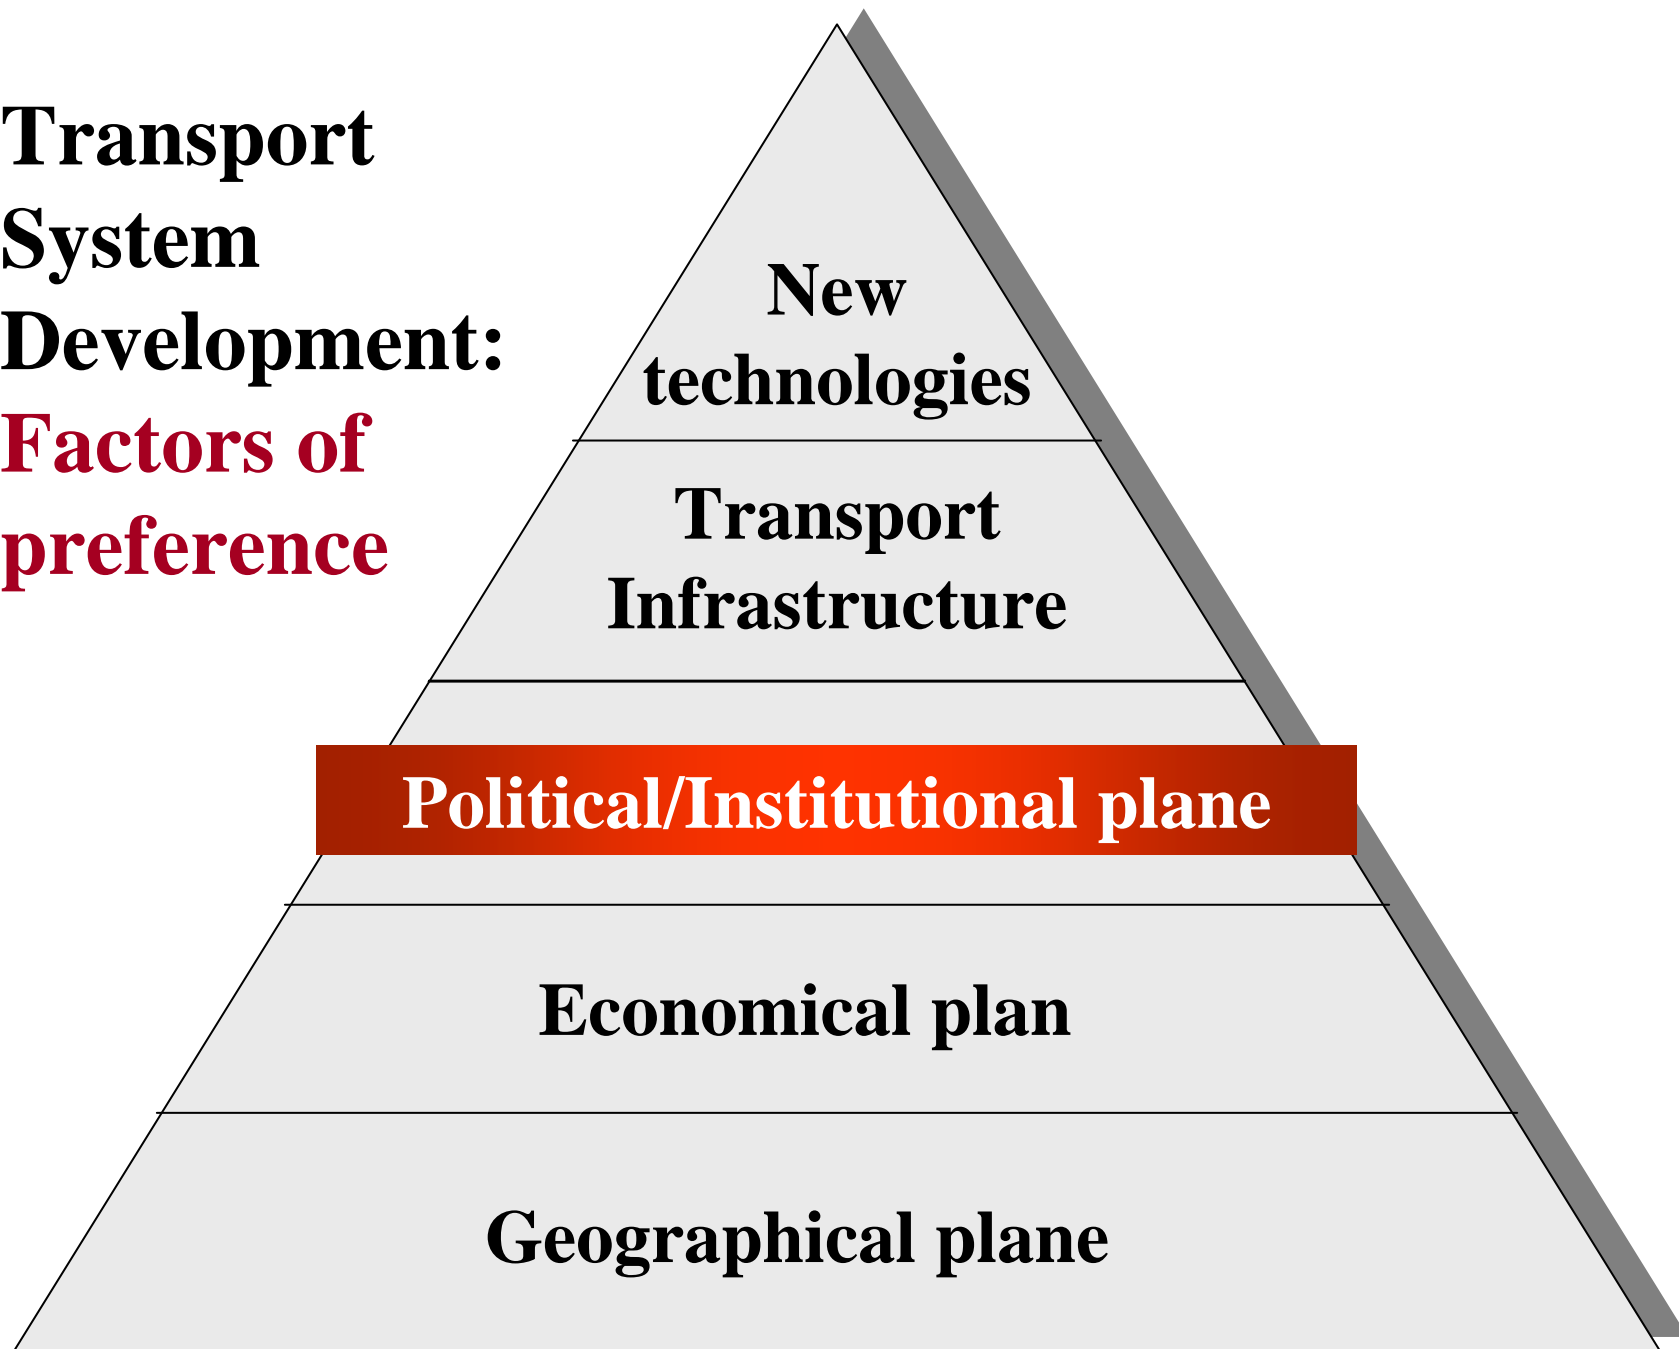 Transport
System
Development:
Factors of
preference
New
technologies
Transport
Infrastructure
Political/Institutional plane
Economical plan
Geographical plane